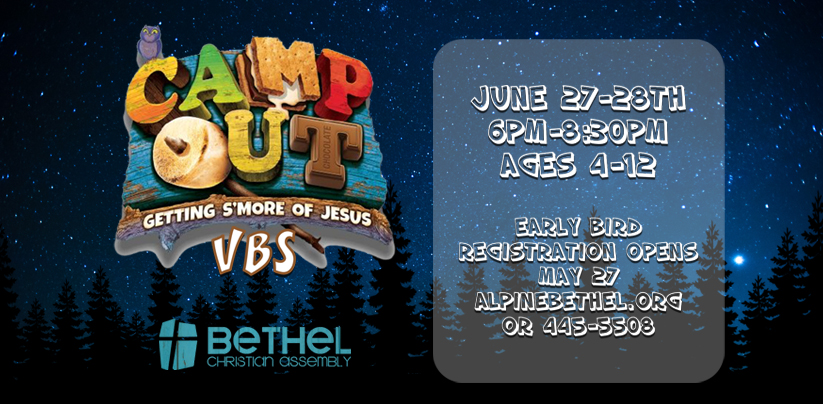 CAMP
OUT
CHOCOLATE
GETTING S'MORE OF JESUS
VBS
BETHEL
CHRISTIAN ASSEMBLY
JUNE 27-28TH
6PM-8:30PM
AGES 4-12
EARLY BIRD
REGISTRATION OPENS
MAY 27
ALPINEBETHEL.ORG
OR 445-5508